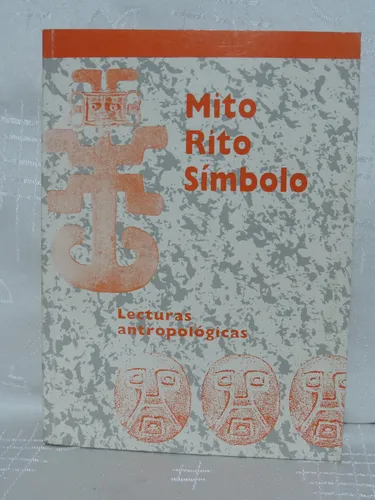 Mito
Rito
Símbolo
Lecturas
antropológicas